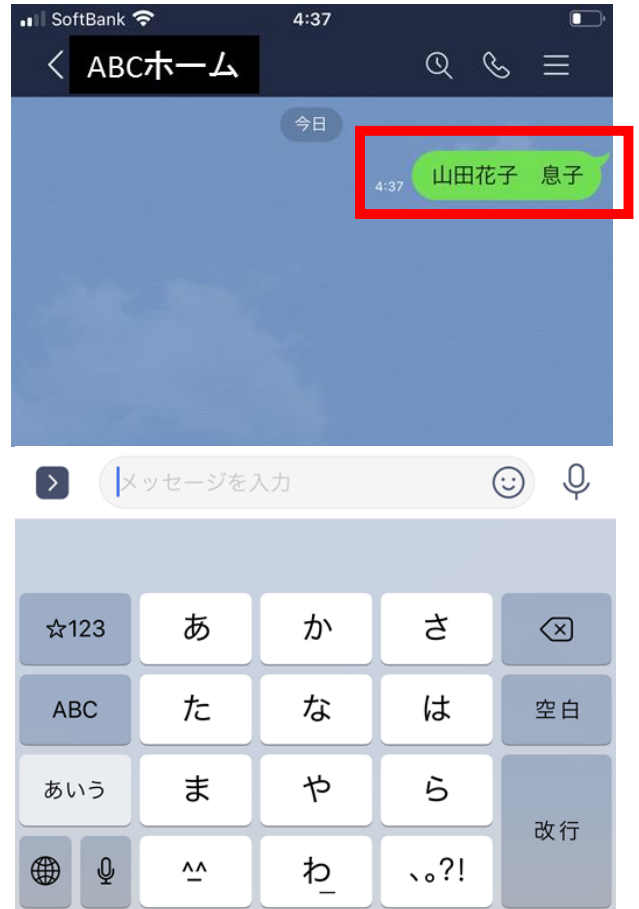 SoftBank 4:37
ABCホーム
今日
4:37 山田花子　息子
メッセージを入力
☆123 あ か さ
ABC た な は 空白
あいう ま や ら
改行
^^ わ 、。?!